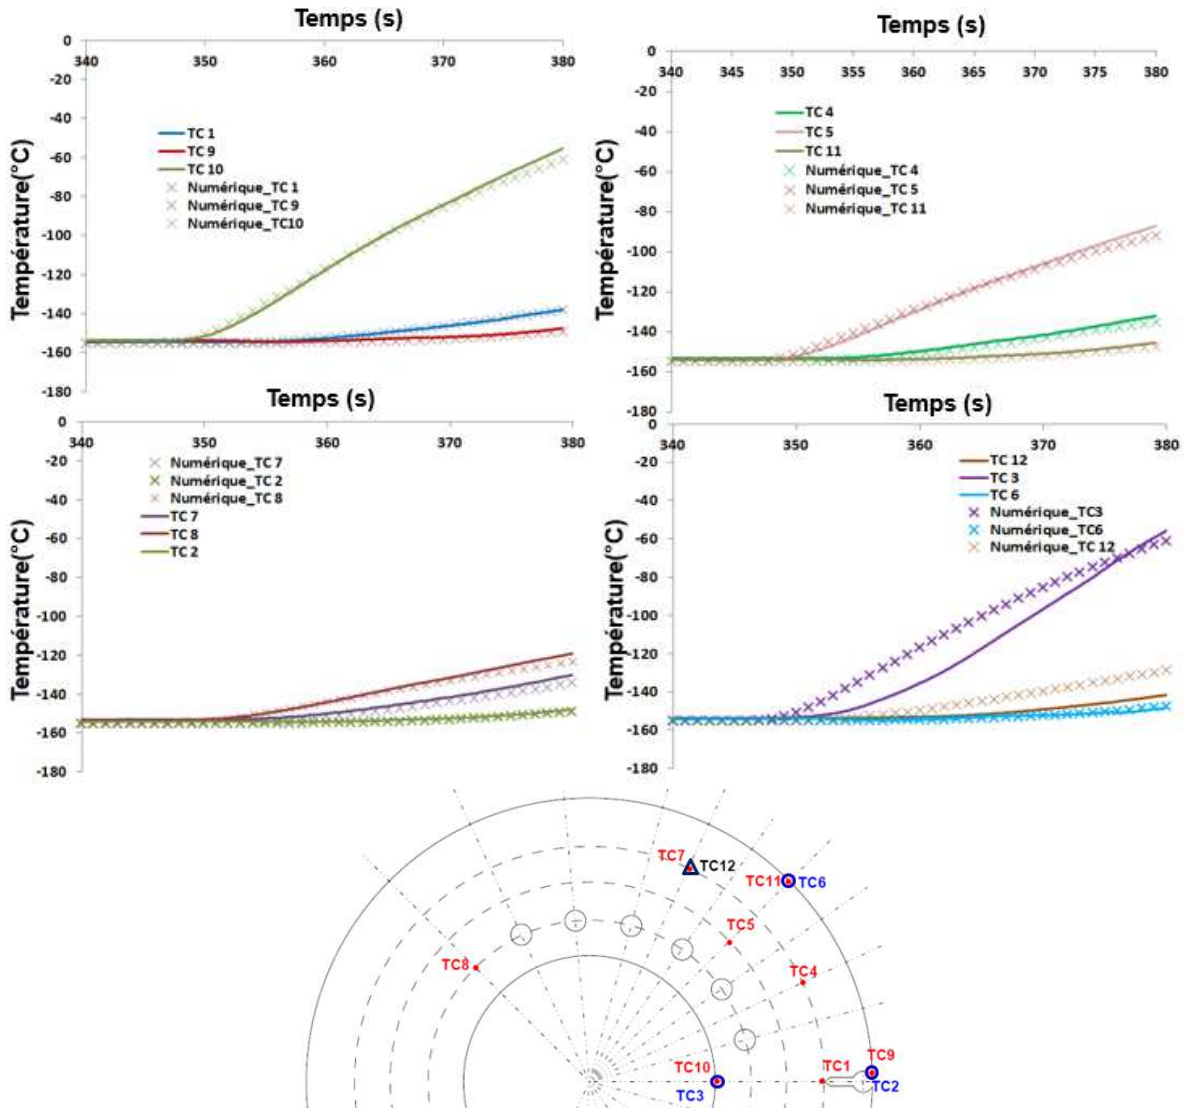 Temps (s)
0
340
350
360
370
380
-20
-40
-60
-80
-100
-120
-140
-160
-180
Température(°C)
TC 1
TC 9
TC 10
Numérique_TC 1
Numérique_TC 9
Numérique_TC10
Temps (s)
0
340
345
350
355
360
365
370
375
380
-20
-40
-60
-80
-100
-120
-140
-160
-180
Température(°C)
TC 4
TC 5
TC 11
Numérique_TC 4
Numérique_TC 5
Numérique_TC 11
Temps (s)
0
340
350
360
370
380
-20
-40
-60
-80
-100
-120
-140
-160
-180
Température(°C)
Numérique_TC 7
Numérique_TC 2
Numérique_TC 8
TC 7
TC 8
TC 2
Temps (s)
0
340
350
360
370
380
-20
-40
-60
-80
-100
-120
-140
-160
-180
Température(°C)
TC 12
TC 3
TC 6
Numérique_TC3
Numérique_TC6
Numérique_TC 12
TC7 TC12
TC11 TC6
TC5
TC8
TC4
TC10
TC3
TC1
TC9
TC2